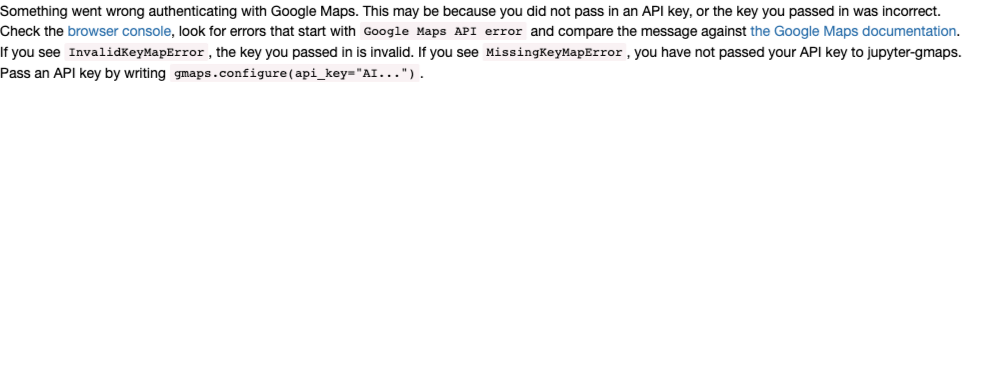 Something went wrong authenticating with Google Maps. This may be because you did not pass in an API key, or the key you passed in was incorrect.
Check the browser console, look for errors that start with Google Maps API error and compare the message against the Google Maps documentation.
If you see InvalidKeyMapError , the key you passed in is invalid. If you see MissingKeyMapError , you have not passed your API key to jupyter-gmaps.
Pass an API key by writing gmaps.configure(api_key="AI...") .